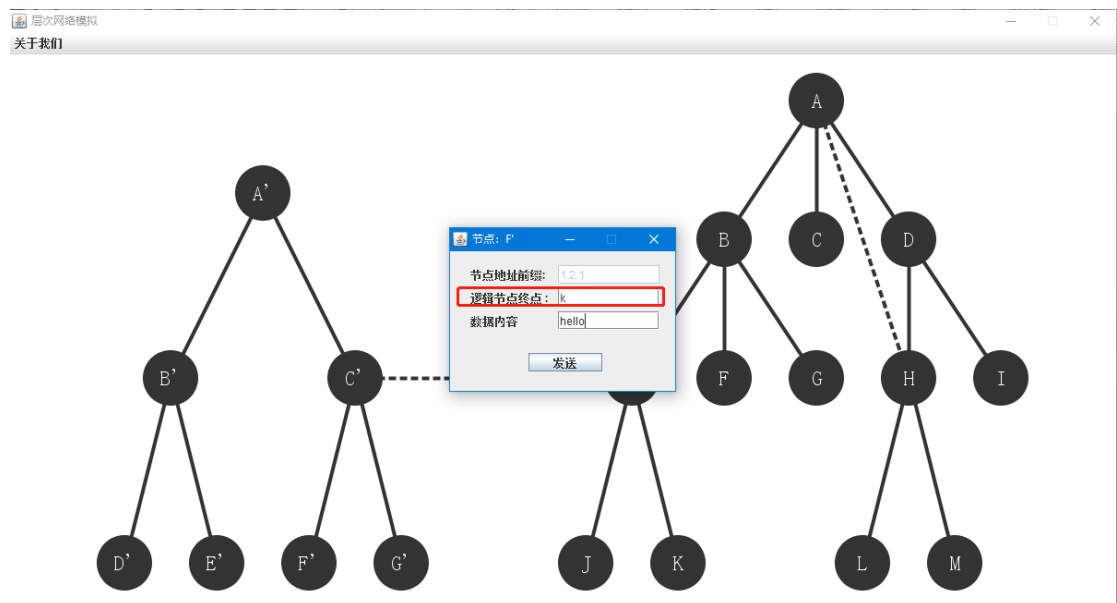 层次网络模拟
关于我们
A
A'
节点: F'
B
C
D
节点地址前缀: 1.2.1
逻辑节点终点: k
数据内容 hello
发送
B'
C'
F
G
H
I
D'
E'
F'
G'
J
K
L
M